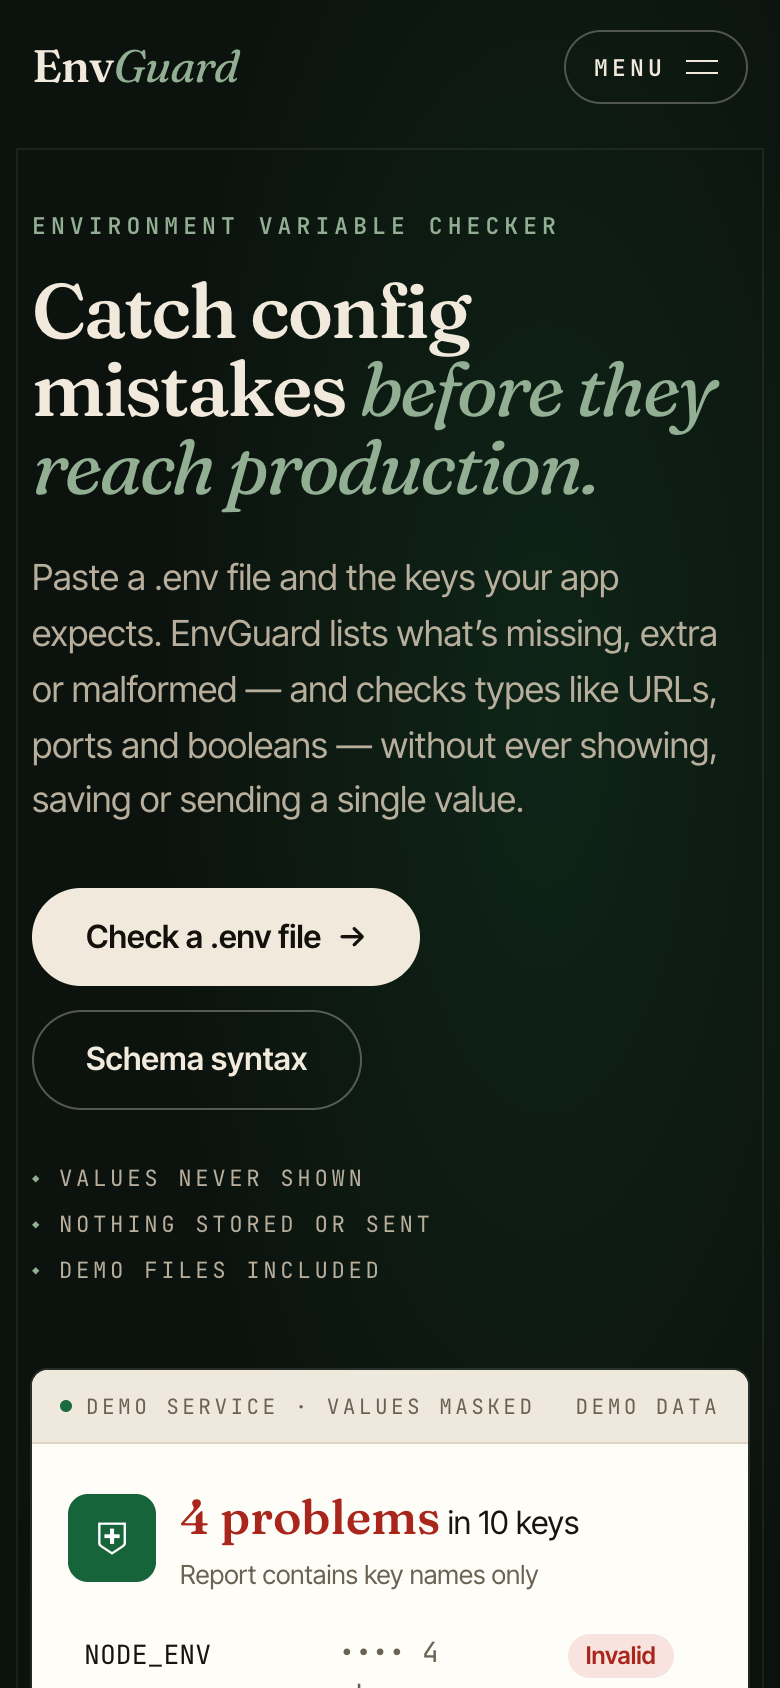 EnvGuard
MENU
ENVIRONMENT VARIABLE CHECKER
Catch config
mistakes before they
reach production.
Paste a .env file and the keys your app
expects. EnvGuard lists what’s missing, extra
or malformed — and checks types like URLs,
ports and booleans — without ever showing,
saving or sending a single value.
Check a .env file →
Schema syntax
VALUES NEVER SHOWN
NOTHING STORED OR SENT
DEMO FILES INCLUDED
DEMO SERVICE · VALUES MASKED DEMO DATA
4 problems in 10 keys
Report contains key names only
NODE_ENV •••• 4 Invalid